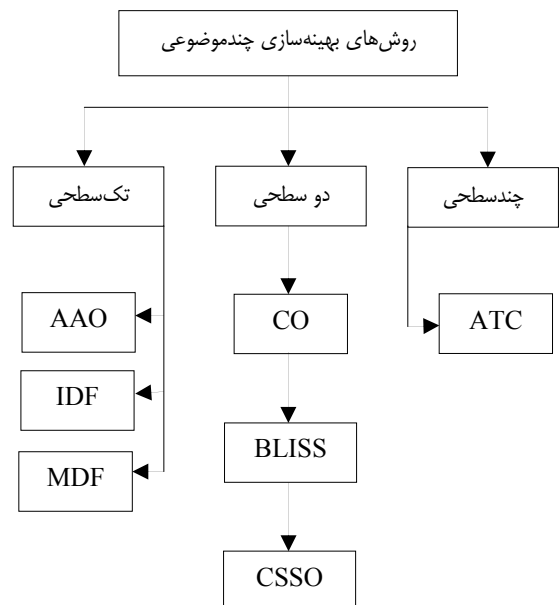 روش‌های بهینه‌سازی چندموضوعی
چندسطحی
دو سطحی
تک‌سطحی
ATC
CO
AAO
IDF
BLISS
MDF
CSSO